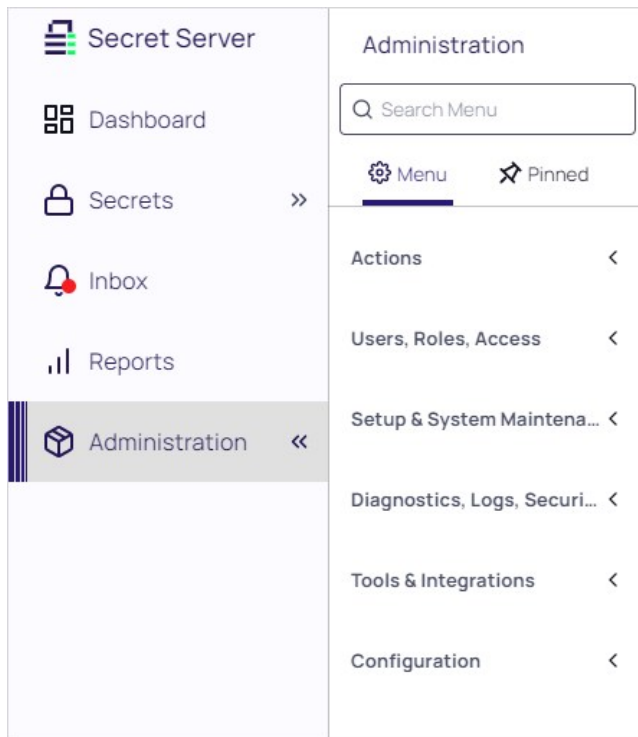 Secret Server
Dashboard
Secrets
Inbox
Reports
Administration
Administration
Search Menu
Menu
Pinned
Actions
Users, Roles, Access
Setup & System Maintena...
Diagnostics, Logs, Securi...
Tools & Integrations
Configuration